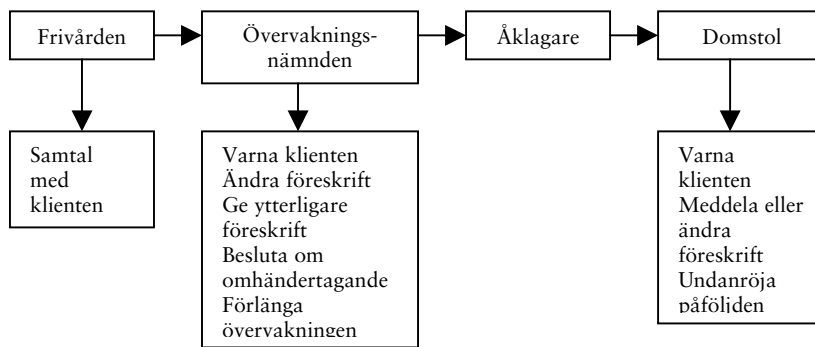 Frivården
Övervaknings-
nämnden
Åklagare
Domstol
Samtal
med
klienten
Varna klienten
Ändra föreskrift
Ge ytterligare
föreskrift
Besluta om
omhändertagande
Förlänga
övervakningen
Varna
klienten
Meddela eller
ändra
föreskrift
Undanröja
påföljden